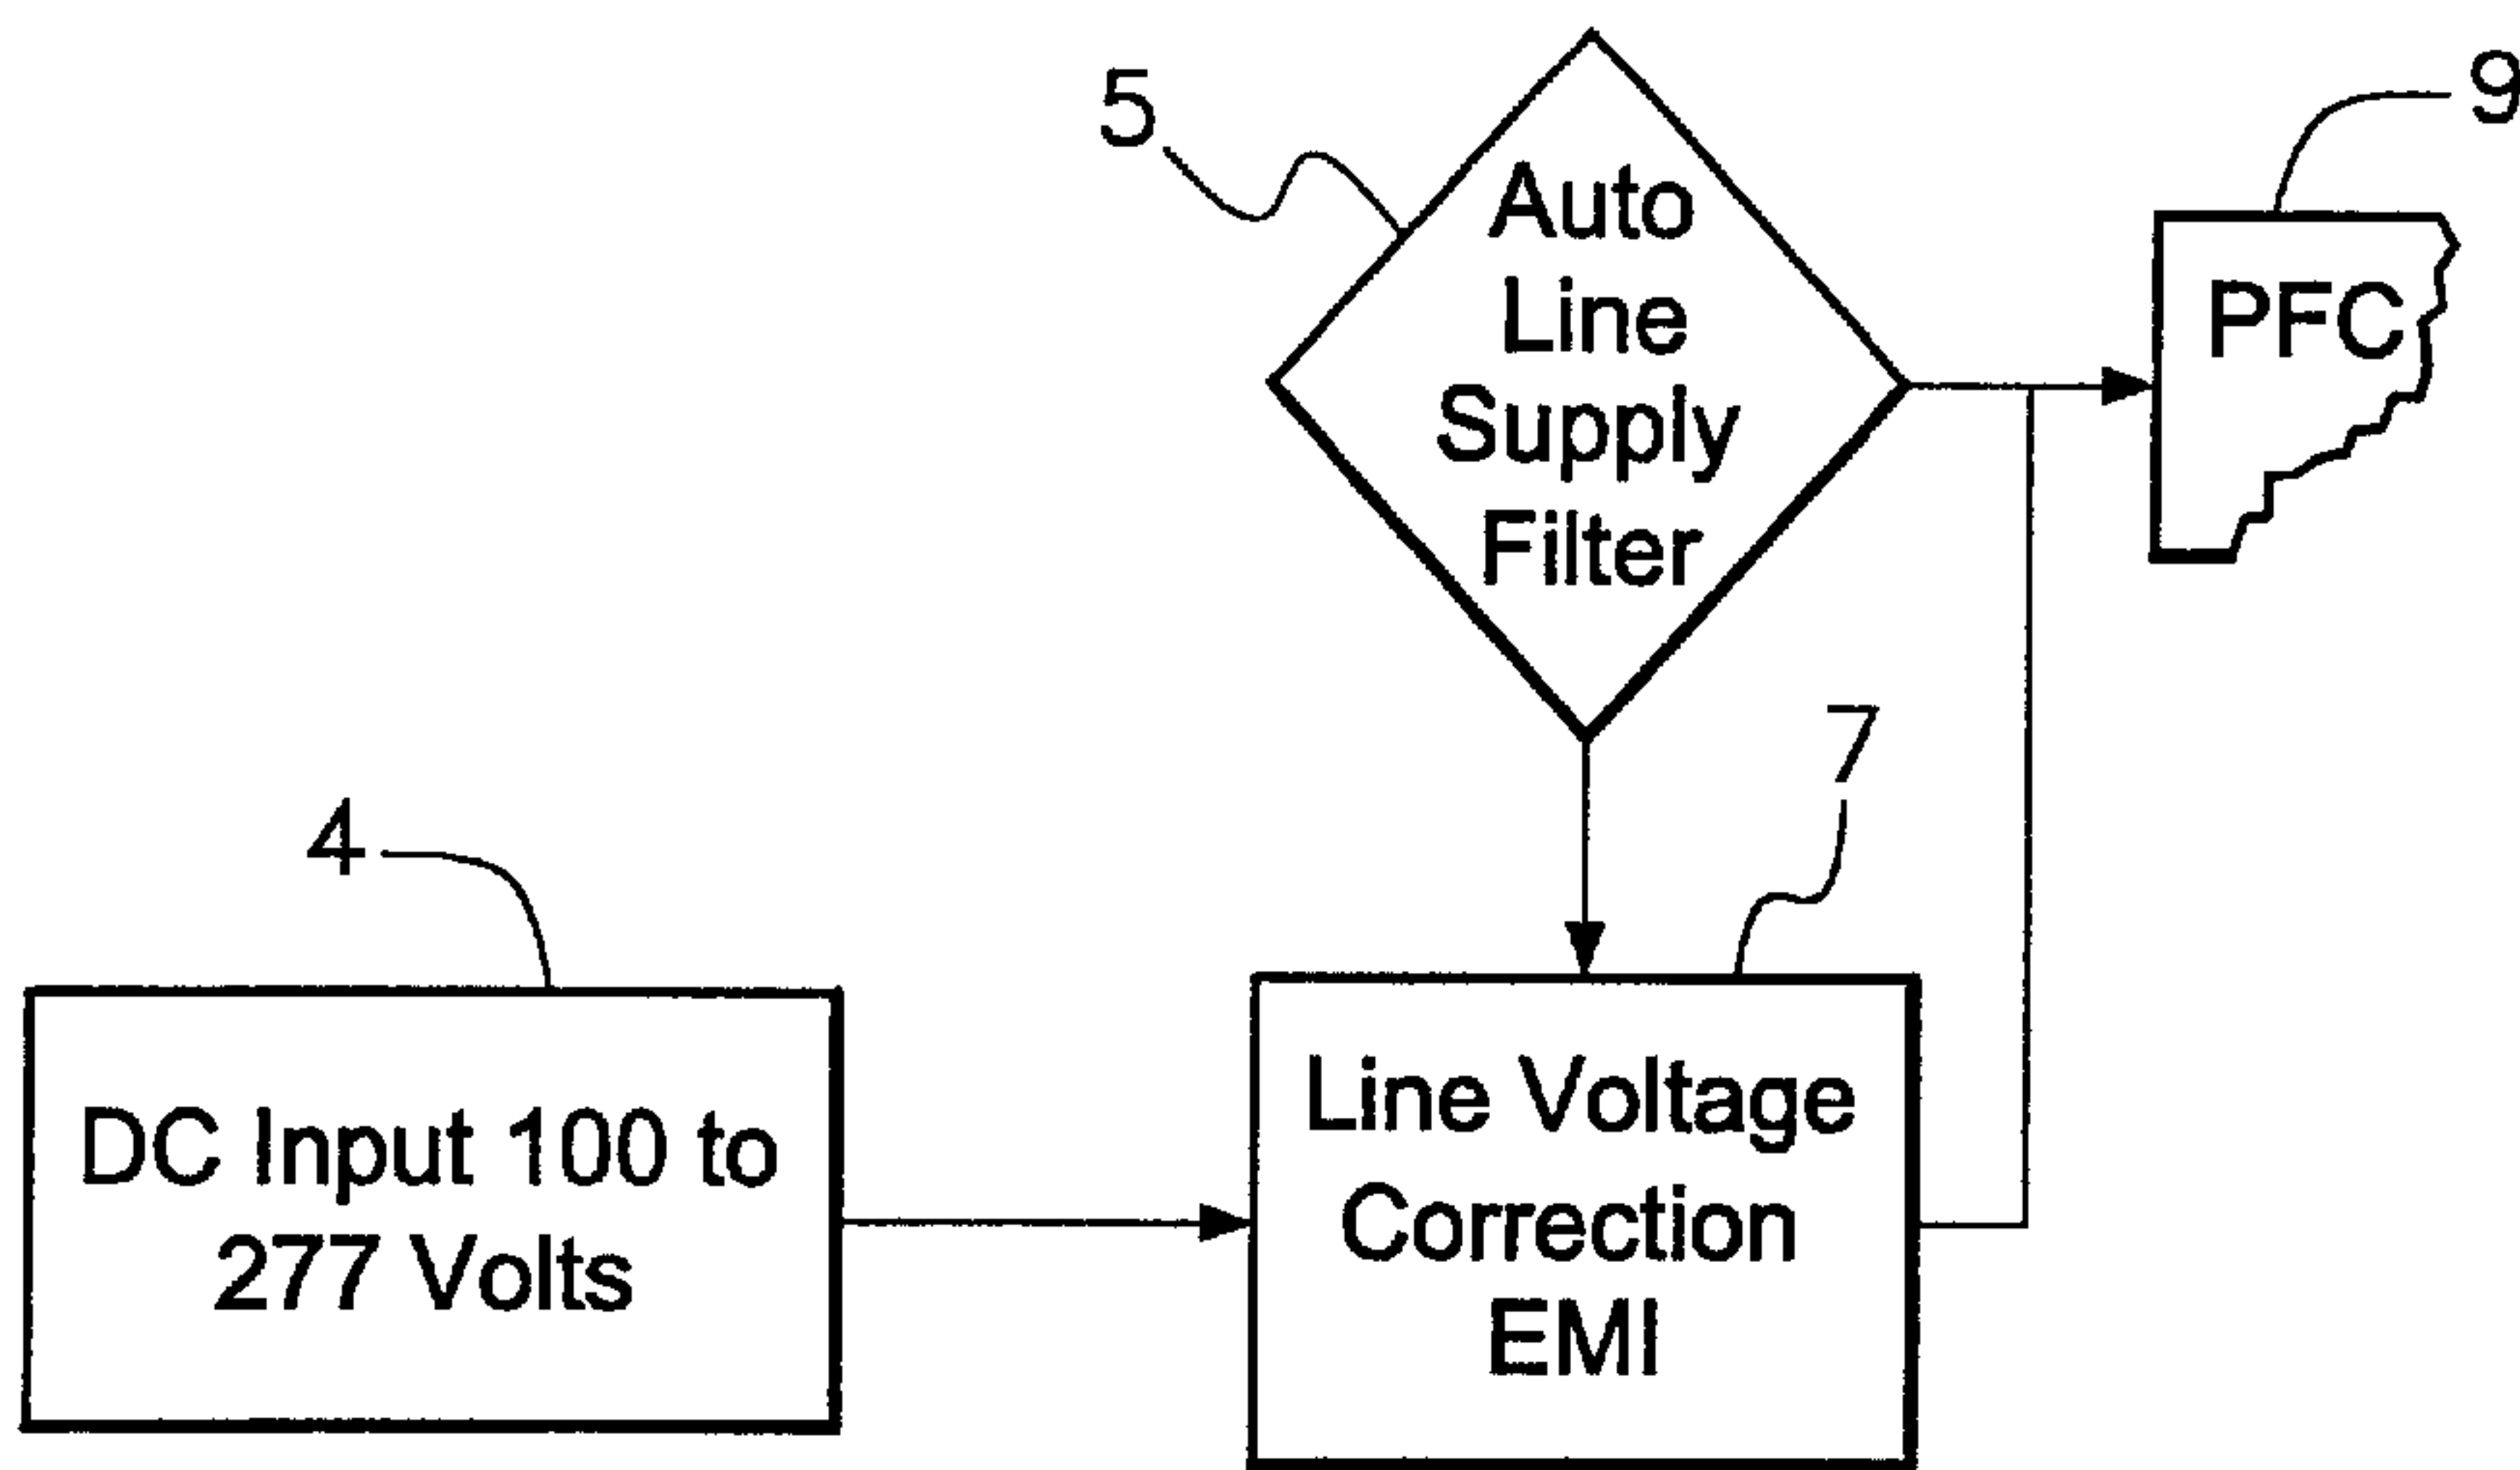 5
Auto
Line
Supply
Filter
9
PFC
4
DC Input 100 to
277 Volts
7
Line Voltage
Correction
EMI